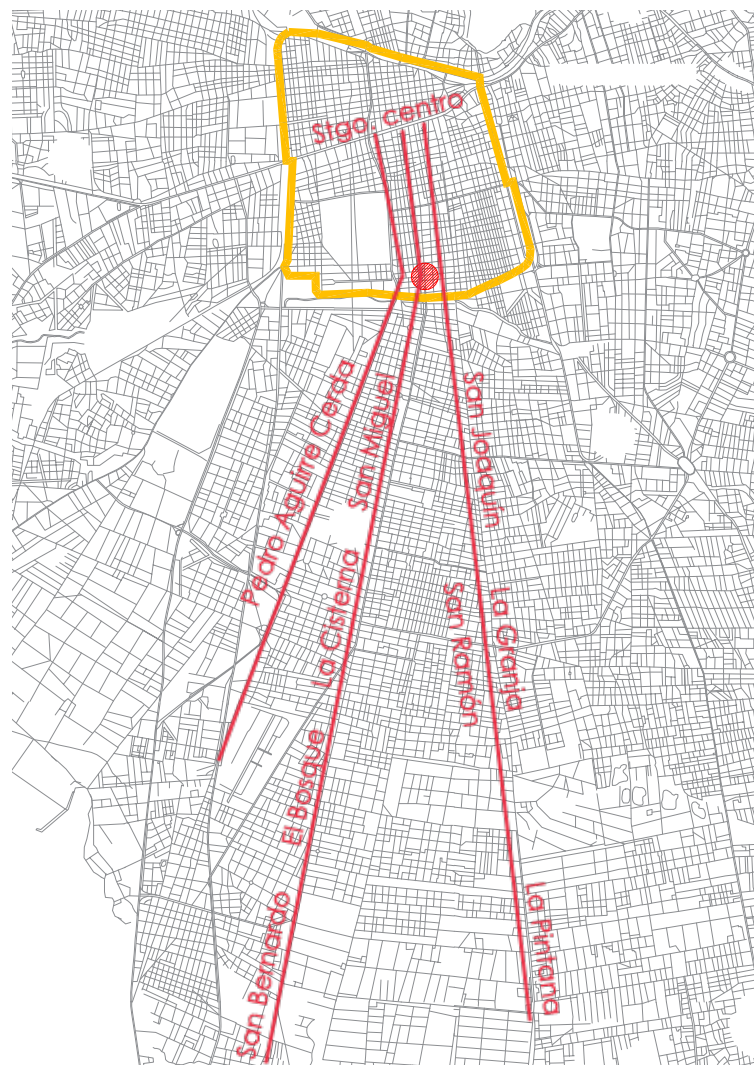 Stgo. centro
Pedro Aguirre Cerda
San Miguel
San Joaquin
La Cisterna
La Granja
San Ramón
El Bosque
San Bernardo
La Pintana